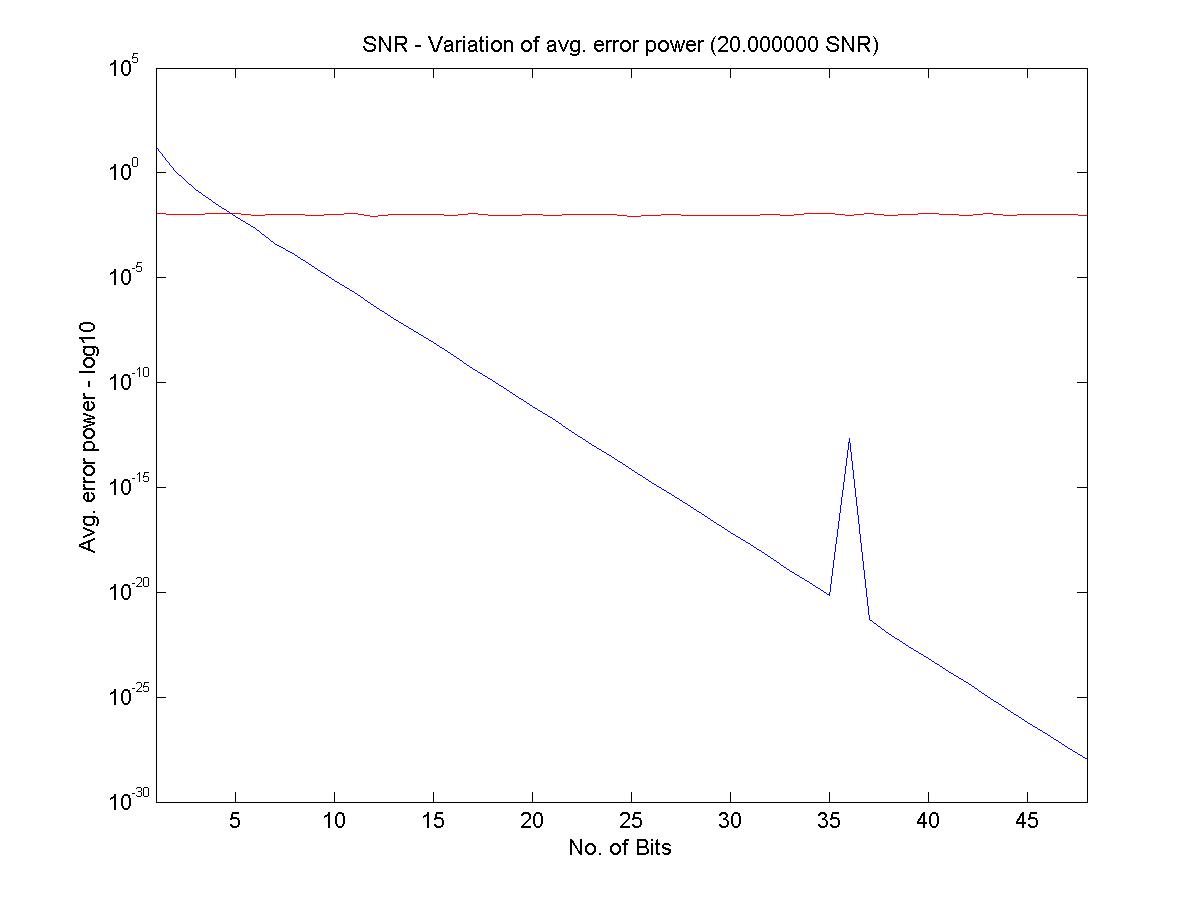 SNR - Variation of avg. error power (20.000000 SNR)
10^5
10^0
10^-5
10^-10
10^-15
10^-20
10^-25
10^-30
Avg. error power - log10
5 10 15 20 25 30 35 40 45
No. of Bits